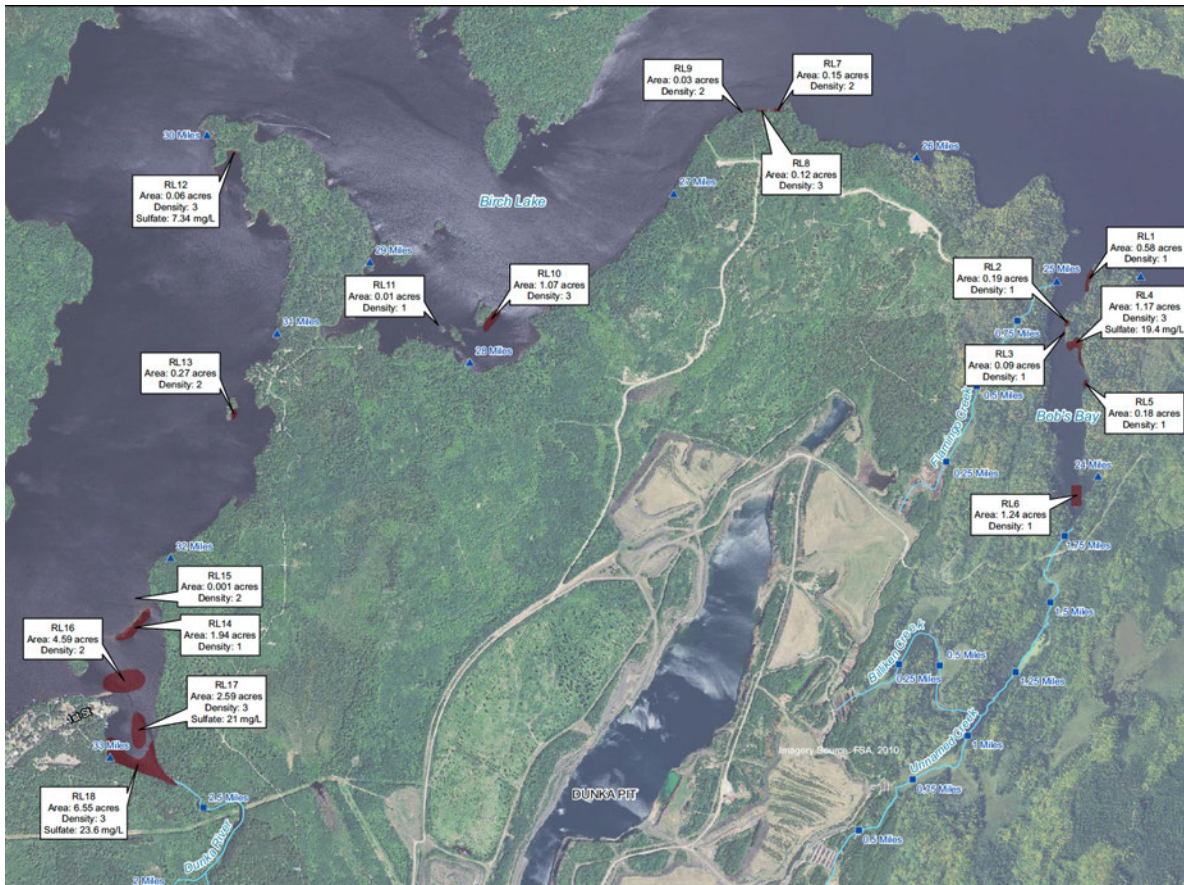 RL9
Area: 0.03 acres
Density: 2
RL7
Area: 0.15 acres
Density: 2
RL8
Area: 0.12 acres
Density: 3
30 Miles
RL12
Area: 0.06 acres
Density: 3
Sulfate: 7.34 mg/L
Birch Lake
27 Miles
26 Miles
29 Miles
RL11
Area: 0.01 acres
Density: 1
RL10
Area: 1.07 acres
Density: 3
RL1
Area: 0.58 acres
Density: 1
RL2
Area: 0.19 acres
Density: 1
25 Miles
RL4
Area: 1.17 acres
Density: 3
Sulfate: 19.4 mg/L
0.75 Miles
31 Miles
28 Miles
RL3
Area: 0.09 acres
Density: 1
RL13
Area: 0.27 acres
Density: 2
0.5 Miles
RL5
Area: 0.18 acres
Density: 1
Bob's Bay
Flamingo Creek
0.25 Miles
24 Miles
RL6
Area: 1.24 acres
Density: 1
1.75 Miles
32 Miles
RL15
Area: 0.001 acres
Density: 2
RL14
Area: 1.94 acres
Density: 1
RL16
Area: 4.59 acres
Density: 2
1.5 Miles
Billiken Creek
0.5 Miles
0.25 Miles
1.25 Miles
RL17
Area: 2.59 acres
Density: 3
Sulfate: 21 mg/L
33 Miles
Unnamed Creek
1 Miles
Imagery Source: FSA, 2010
0.75 Miles
RL18
Area: 6.55 acres
Density: 3
Sulfate: 23.6 mg/L
2.5 Miles
DUNKA PIT
0.5 Miles
Dunka River
2 Miles